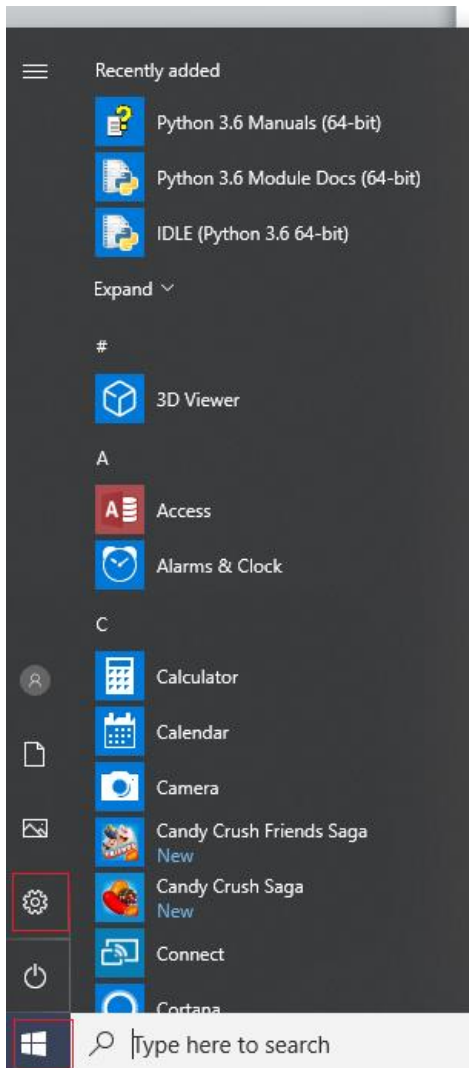 Recently added
Python 3.6 Manuals (64-bit)
Python 3.6 Module Docs (64-bit)
IDLE (Python 3.6 64-bit)
Expand
#
3D Viewer
A
Access
Alarms & Clock
C
Calculator
Calendar
Camera
Candy Crush Friends Saga
New
Candy Crush Saga
New
Connect
Cortana
Type here to search